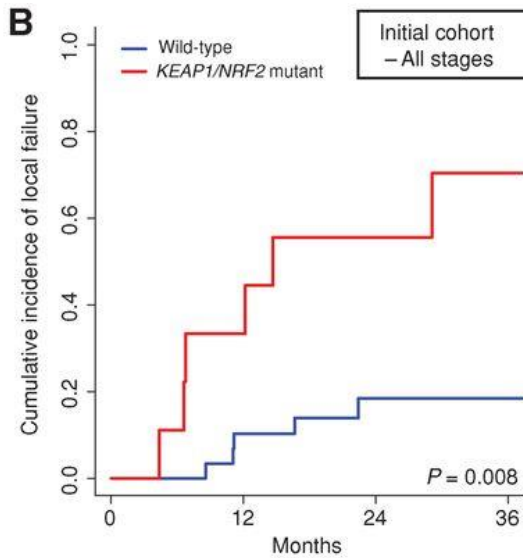 B
Wild-type
KEAP1/NRF2 mutant
Initial cohort
– All stages
Cumulative incidence of local failure
1.0
0.8
0.6
0.4
0.2
0.0
P = 0.008
0 12 24 36
Months